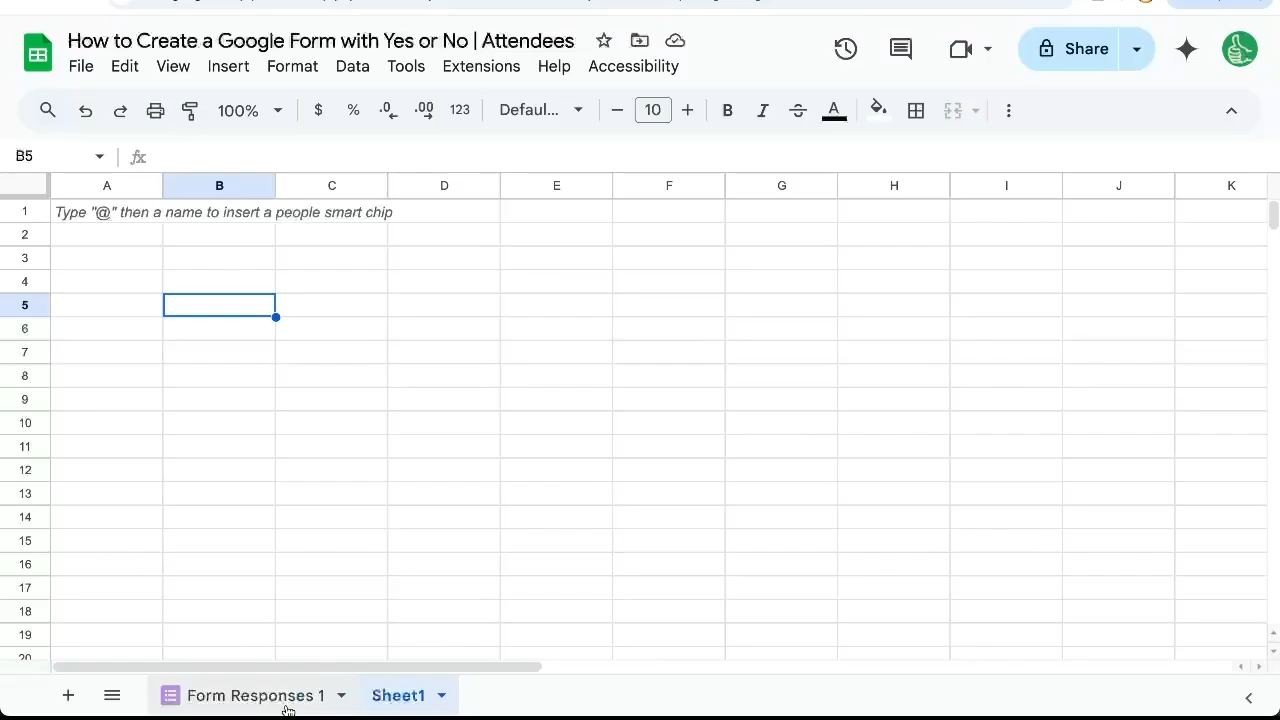 How to Create a Google Form with Yes or No | Attendees
File Edit View Insert Format Data Tools Extensions Help Accessibility
Share
100% $ % .0 .00 123 Defaul... 10 B I S A
B5 fx
A B C D E F G H I J K
1 Type "@" then a name to insert a people smart chip
2
3
4
5
6
7
8
9
10
11
12
13
14
15
16
17
18
19
20
Form Responses 1 Sheet1